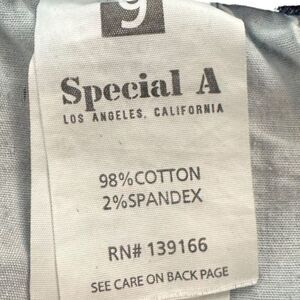 9
Special A
LOS ANGELES, CALIFORNIA
98%COTTON
2%SPANDEX
RN# 139166
SEE CARE ON BACK PAGE